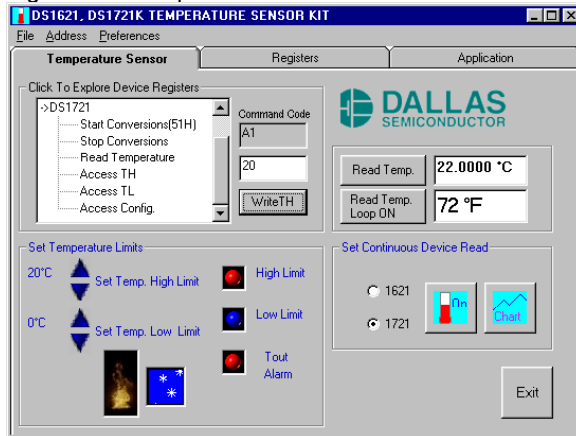 DS1621, DS1721K TEMPERATURE SENSOR KIT
File Address Preferences
Temperature Sensor Registers Application
Click To Explore Device Registers
->DS1721
Start Conversions(51H)
Stop Conversions
Read Temperature
Access TH
Access TL
Access Config.
Command Code
A1
20
WriteTH
DALLAS
SEMICONDUCTOR
Read Temp.
22.0000 °C
Read Temp.
Loop ON
72 °F
Set Temperature Limits
20°C
Set Temp. High Limit
High Limit
0°C
Set Temp. Low Limit
Low Limit
Tout
Alarm
Set Continuous Device Read
1621
1721
On
Chart
Exit